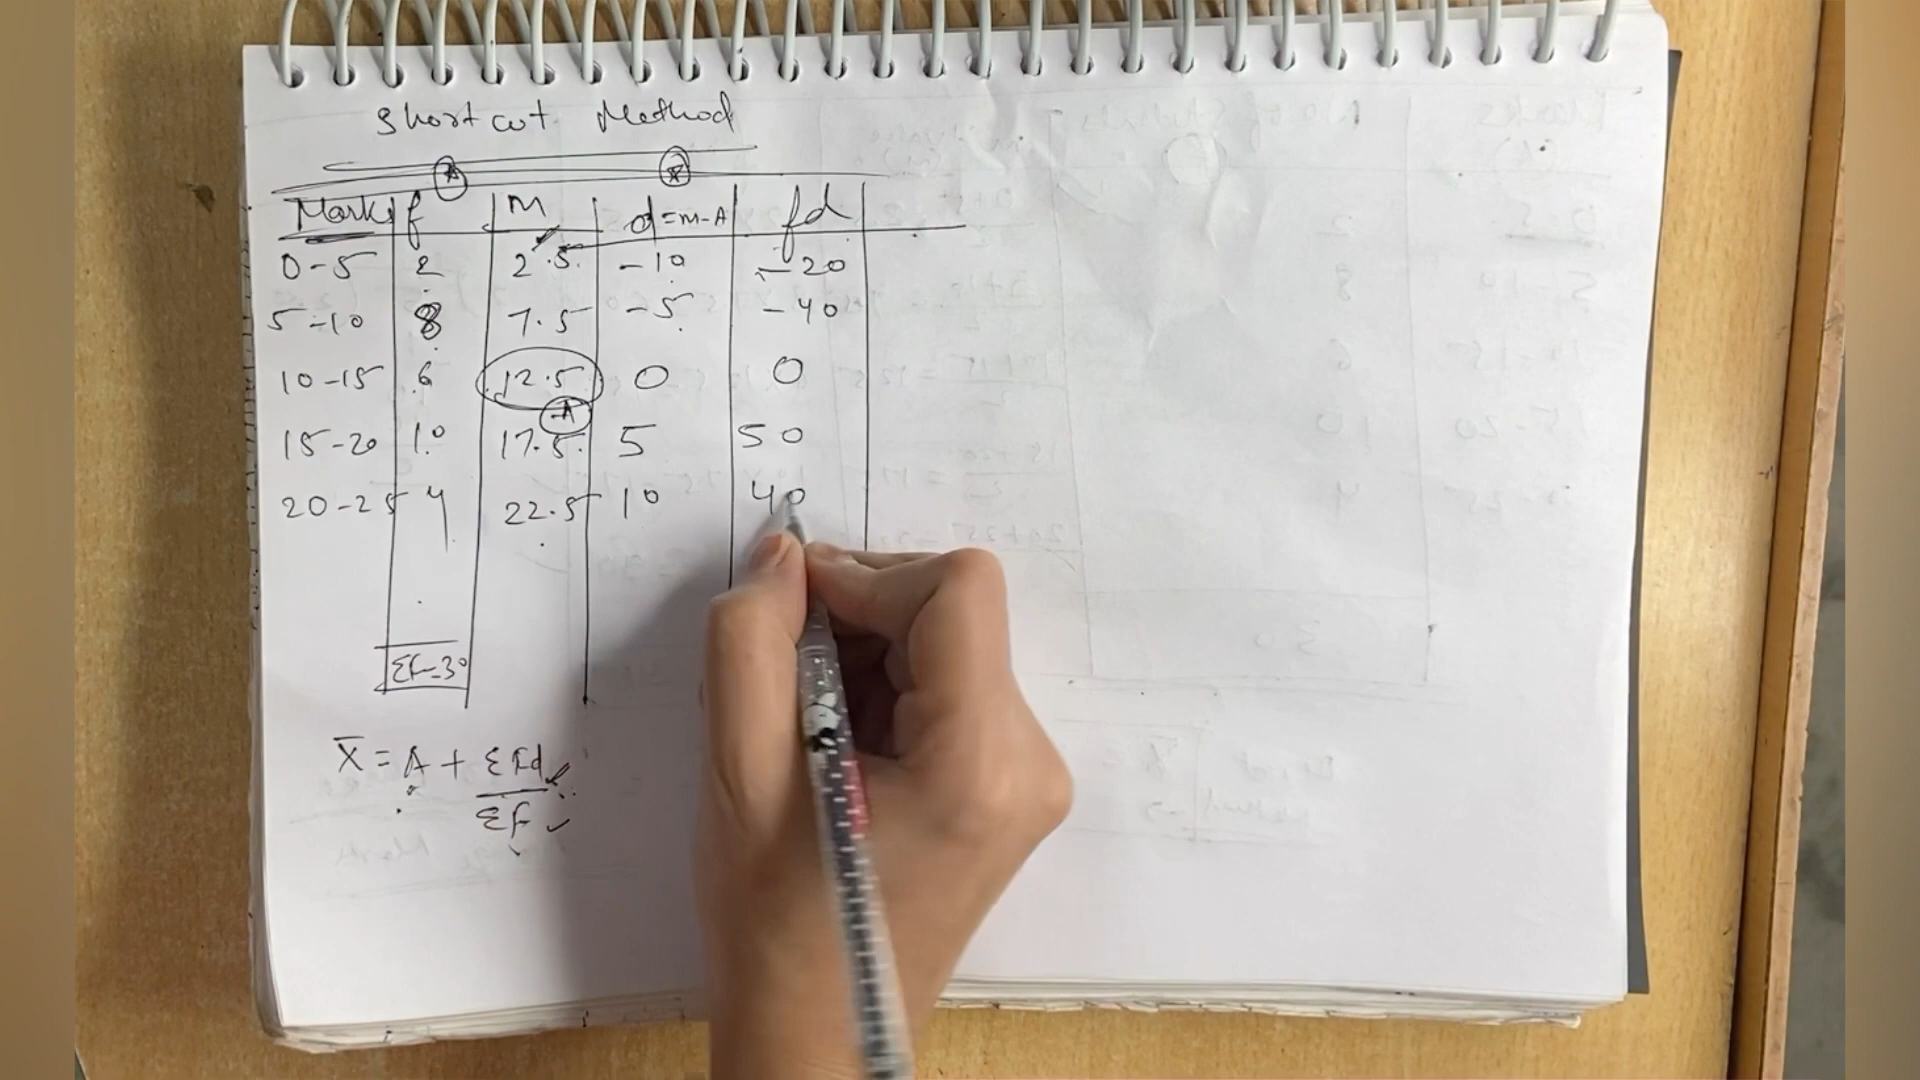 Shortcut Method
Marks f M d=m-A fd
0-5 2 2.5 -10 -20
5-10 8 7.5 -5 -40
10-15 6 12.5 0 0
A
15-20 10 17.5 5 50
20-25 4 22.5 10 40
Σf-30
X̄ = A + Σfd
Σf